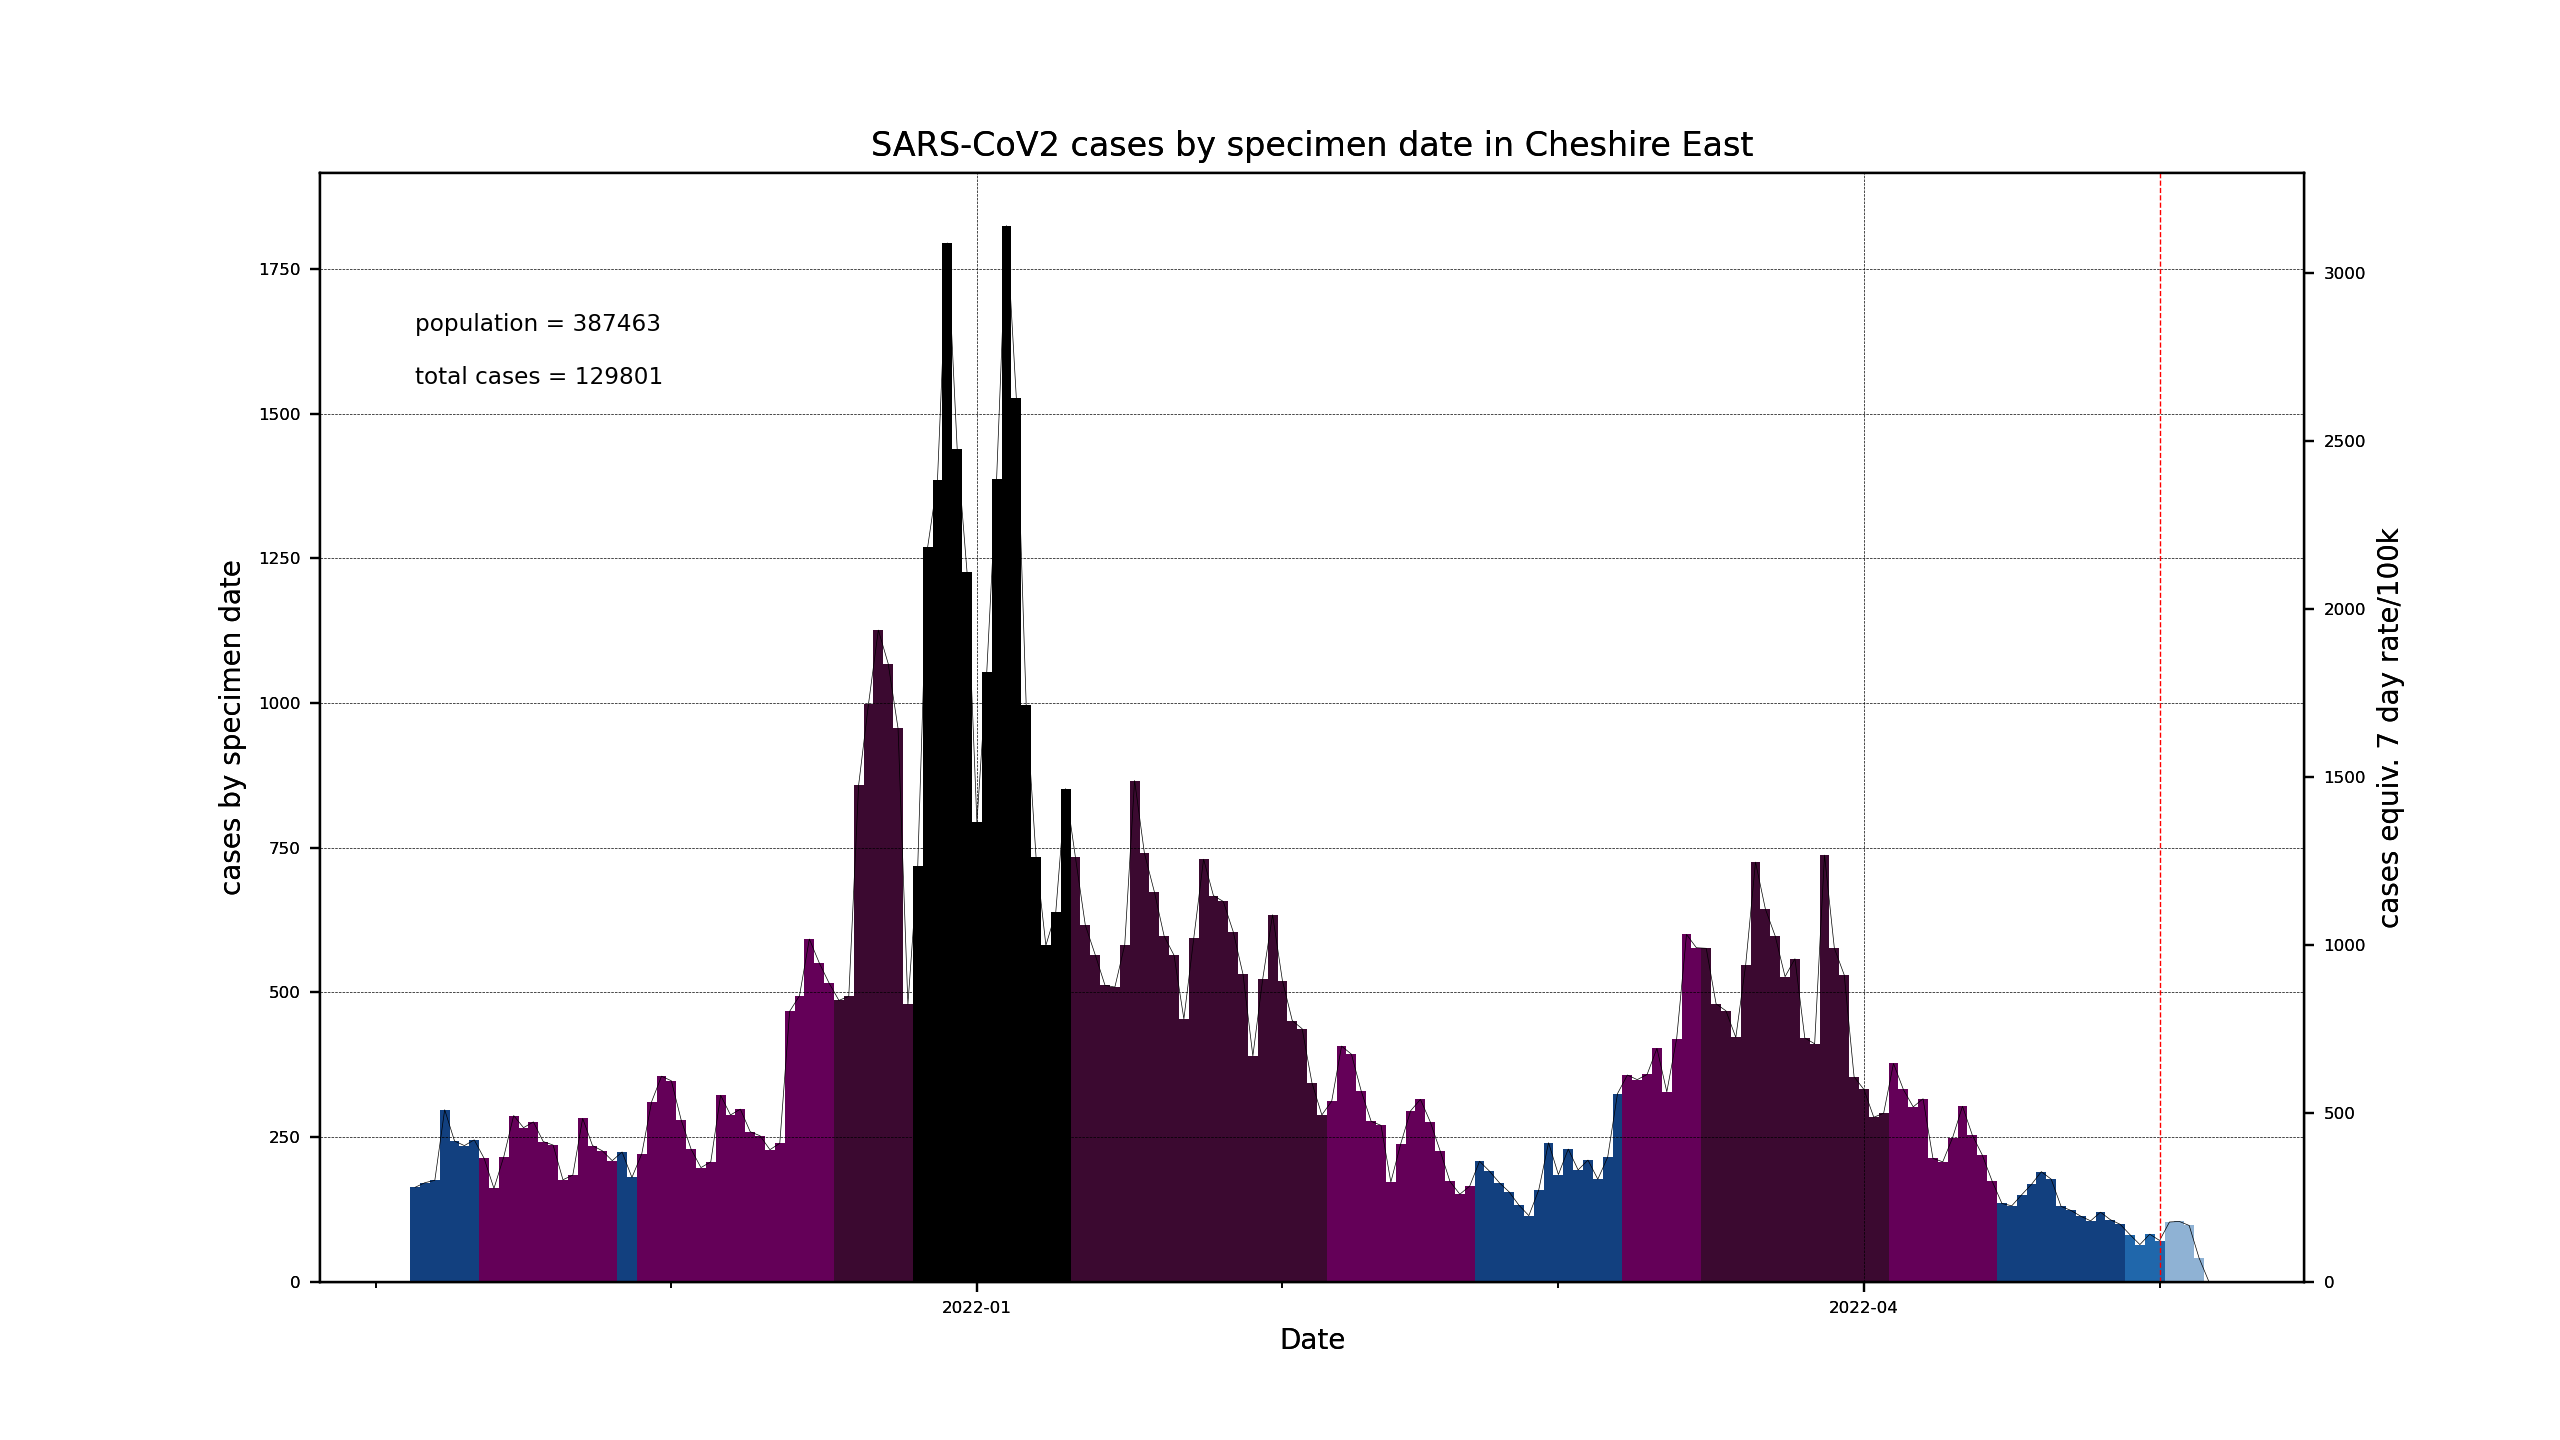 SARS-CoV2 cases by specimen date in Cheshire East
population = 387463
total cases = 129801
cases by specimen date
1750
1500
1250
1000
750
500
250
0
3000
2500
2000
1500
1000
500
0
cases equiv. 7 day rate/100k
2022-01
2022-04
Date